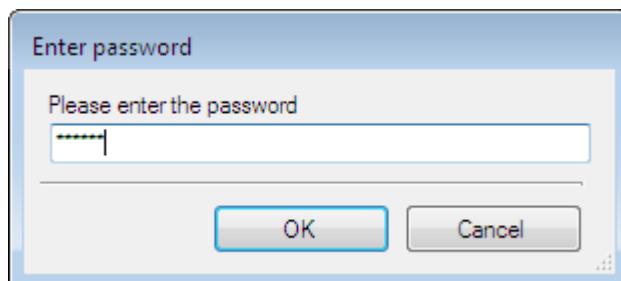 Enter password
Please enter the password
******
OK
Cancel